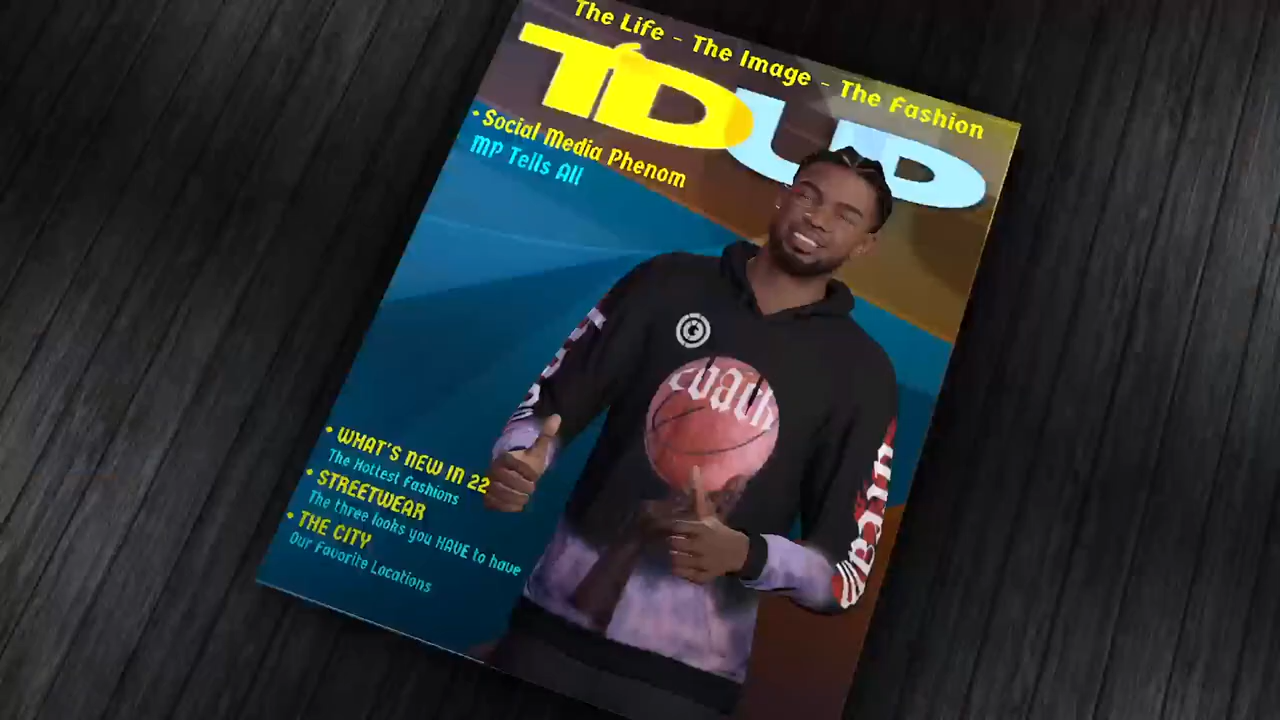 The Life - The Image - The Fashion
TDUP
• Social Media Phenom
MP Tells All
coach
• WHAT'S NEW IN 22
The Hottest Fashions
• STREETWEAR
The three looks you HAVE to have
• THE CITY
Our Favorite Locations